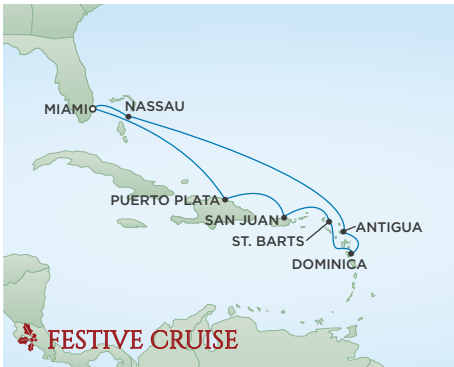 MIAMI
NASSAU
PUERTO PLATA
SAN JUAN
ST. BARTS
ANTIGUA
DOMINICA
FESTIVE CRUISE